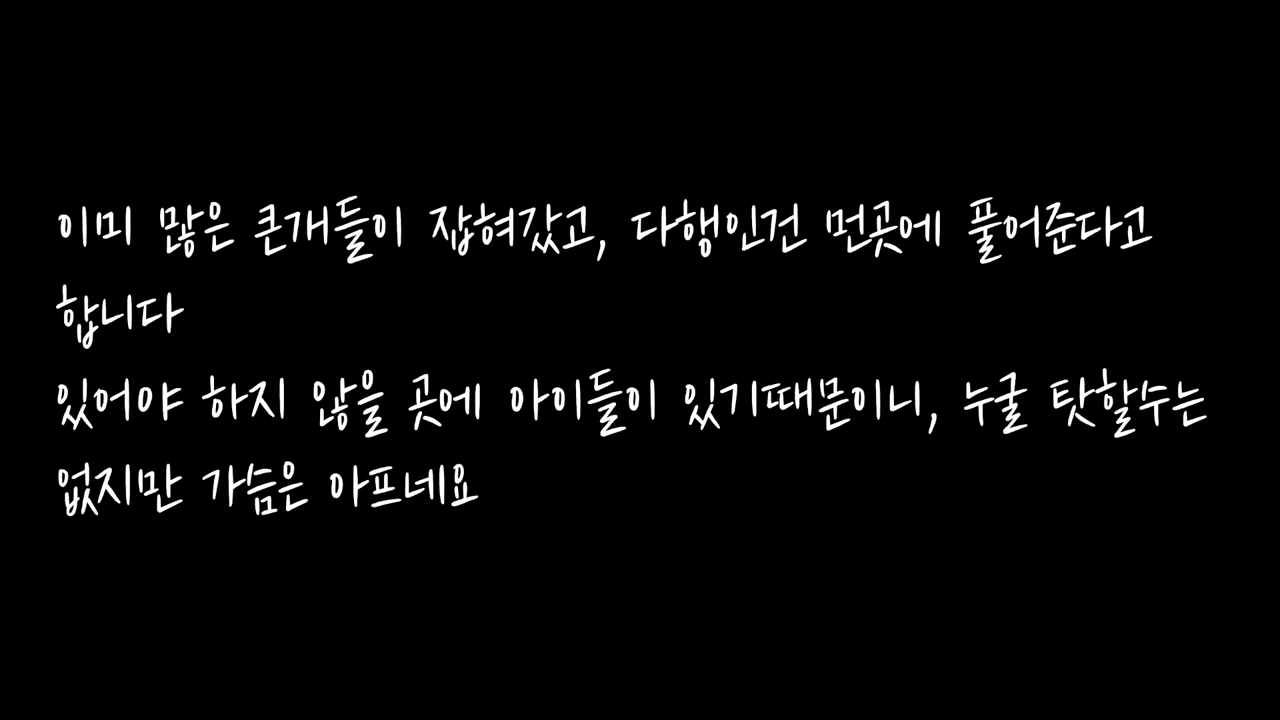 이미 많은 큰개들이 잡혀갔고, 다행인건 먼곳에 풀어준다고
합니다
있어야 하지 않을 곳에 아이들이 있기때문이니, 누굴 탓할수는
없지만 가슴은 아프네요